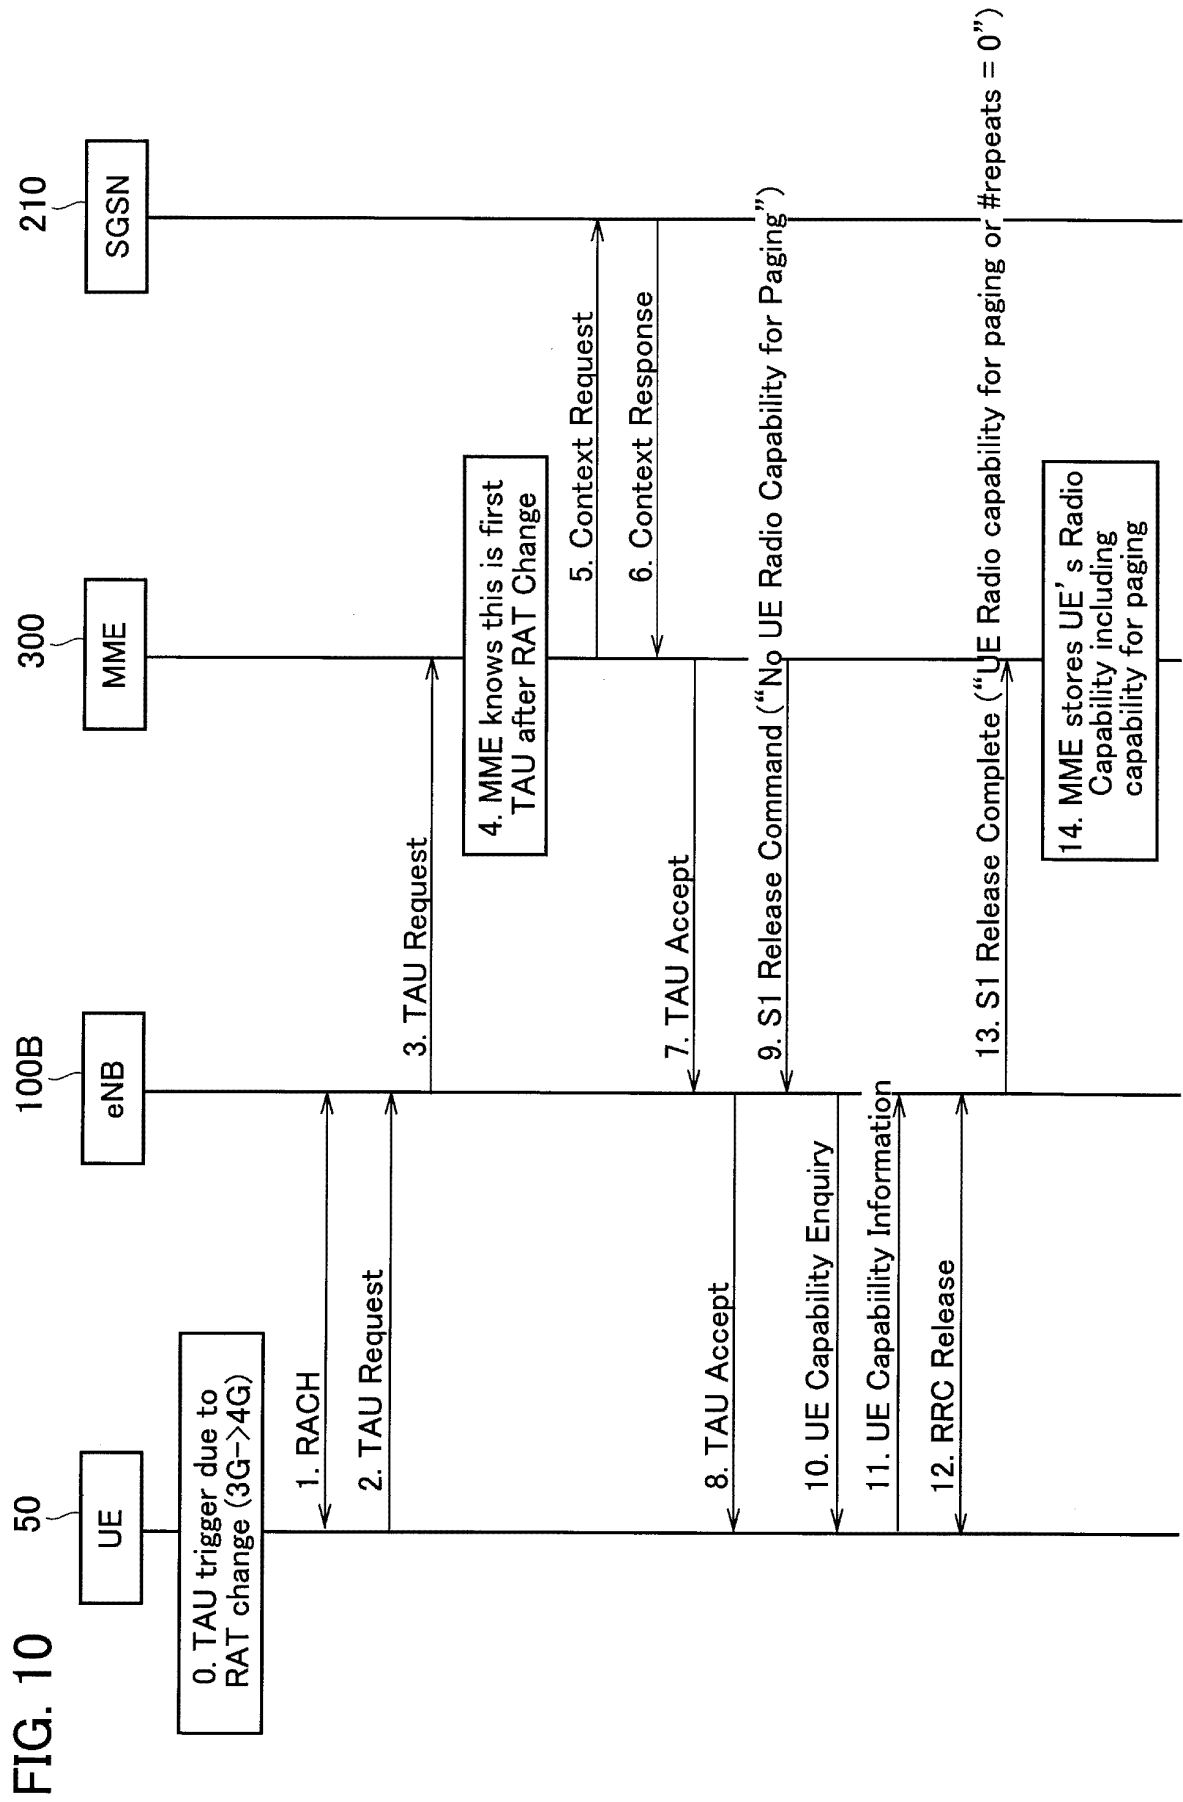 FIG. 10
50
UE
100B
eNB
300
MME
210
SGSN
0. TAU trigger due to
RAT change (3G->4G)
1. RACH
2. TAU Request
3. TAU Request
4. MME knows this is first
TAU after RAT Change
5. Context Request
6. Context Response
7. TAU Accept
8. TAU Accept
9. S1 Release Command (“No UE Radio Capability for Paging”)
10. UE Capability Enquiry
11. UE Capabiility Information
12. RRC Release
13. S1 Release Complete (“UE Radio capability for paging or #repeats = 0”)
14. MME stores UE’s Radio
Capability including
capability for paging